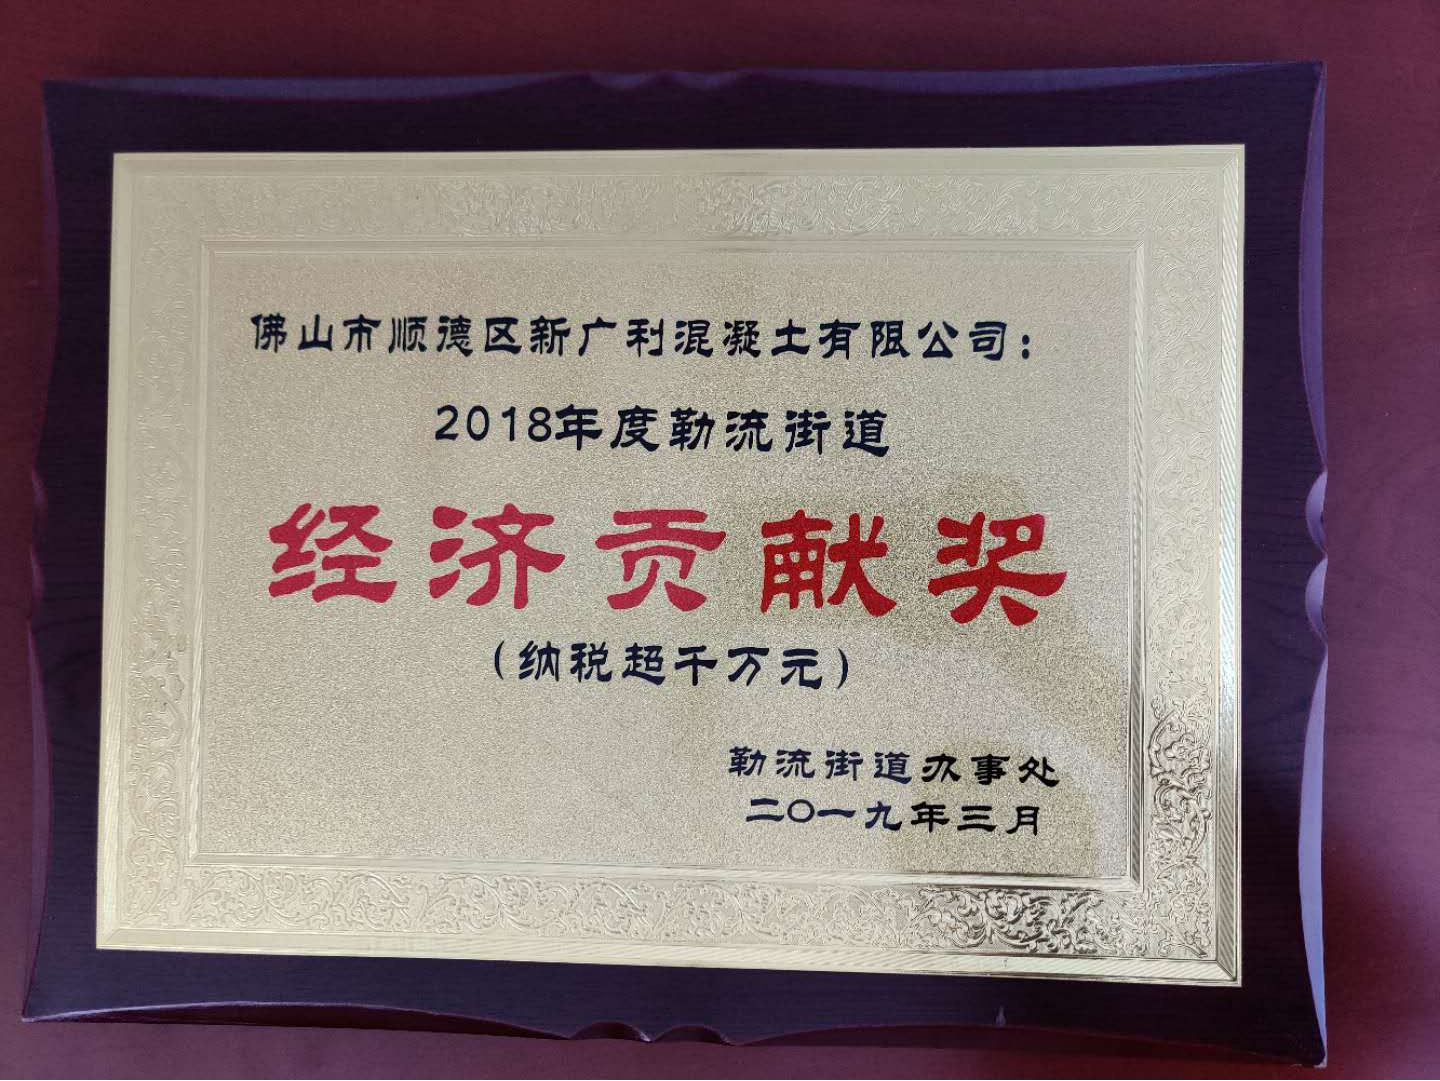 佛山市顺德区新广利混凝土有限公司：
2018年度勒流街道
经济贡献奖
（纳税超千万元）
勒流街道办事处
二〇一九年三月